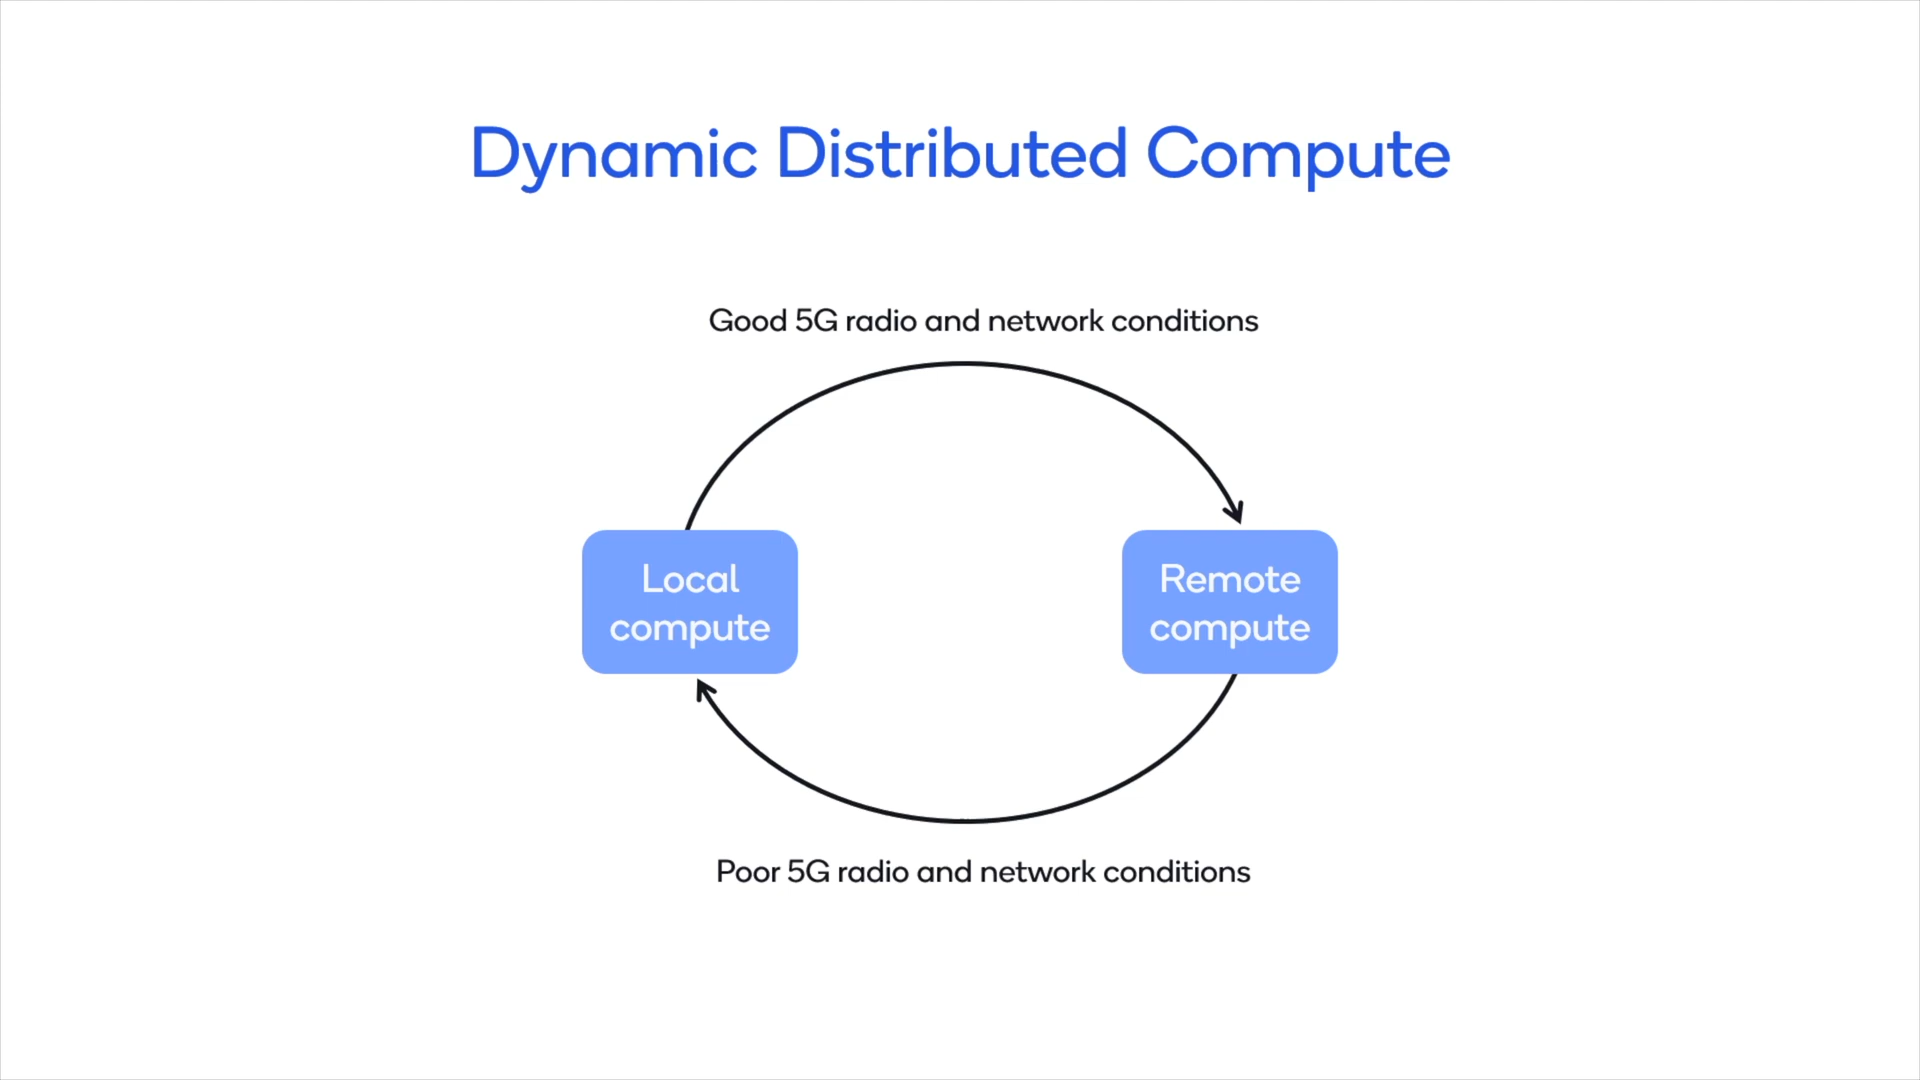 Dynamic Distributed Compute
Good 5G radio and network conditions
Local
compute
Remote
compute
Poor 5G radio and network conditions